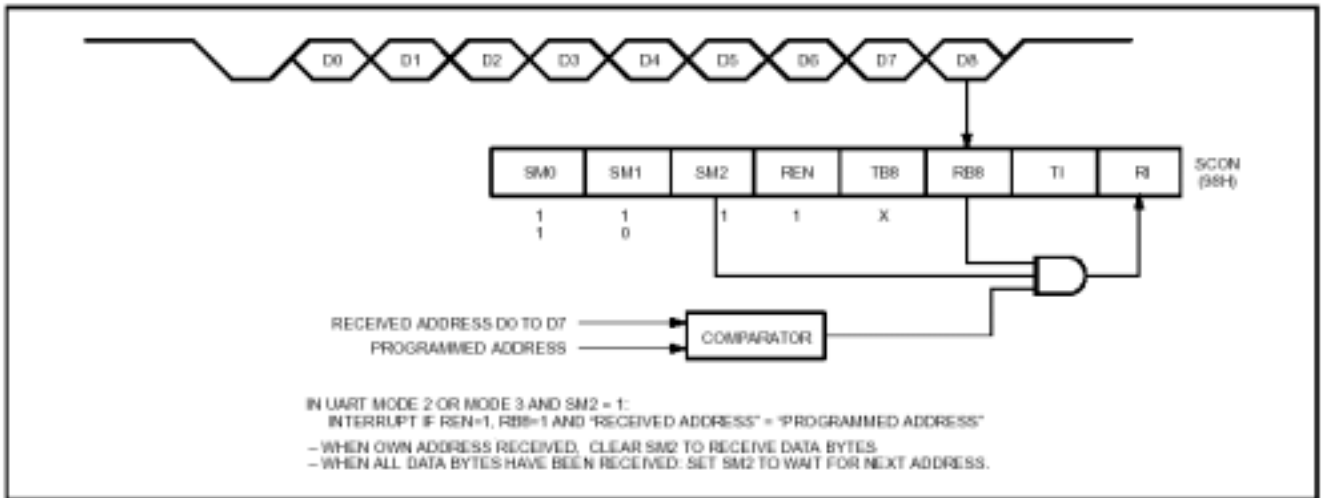 D0 D1 D2 D3 D4 D5 D6 D7 D8
SM0 SM1 SM2 REN TB8 RB8 TI RI
SCON
(98H)
1 1 1 1 X
1 0
RECEIVED ADDRESS D0 TO D7
PROGRAMMED ADDRESS
COMPARATOR
IN UART MODE 2 OR MODE 3 AND SM2 = 1:
INTERRUPT IF REN=1, RB8=1 AND “RECEIVED ADDRESS” = “PROGRAMMED ADDRESS”
– WHEN OWN ADDRESS RECEIVED, CLEAR SM2 TO RECEIVE DATA BYTES
– WHEN ALL DATA BYTES HAVE BEEN RECEIVED: SET SM2 TO WAIT FOR NEXT ADDRESS.